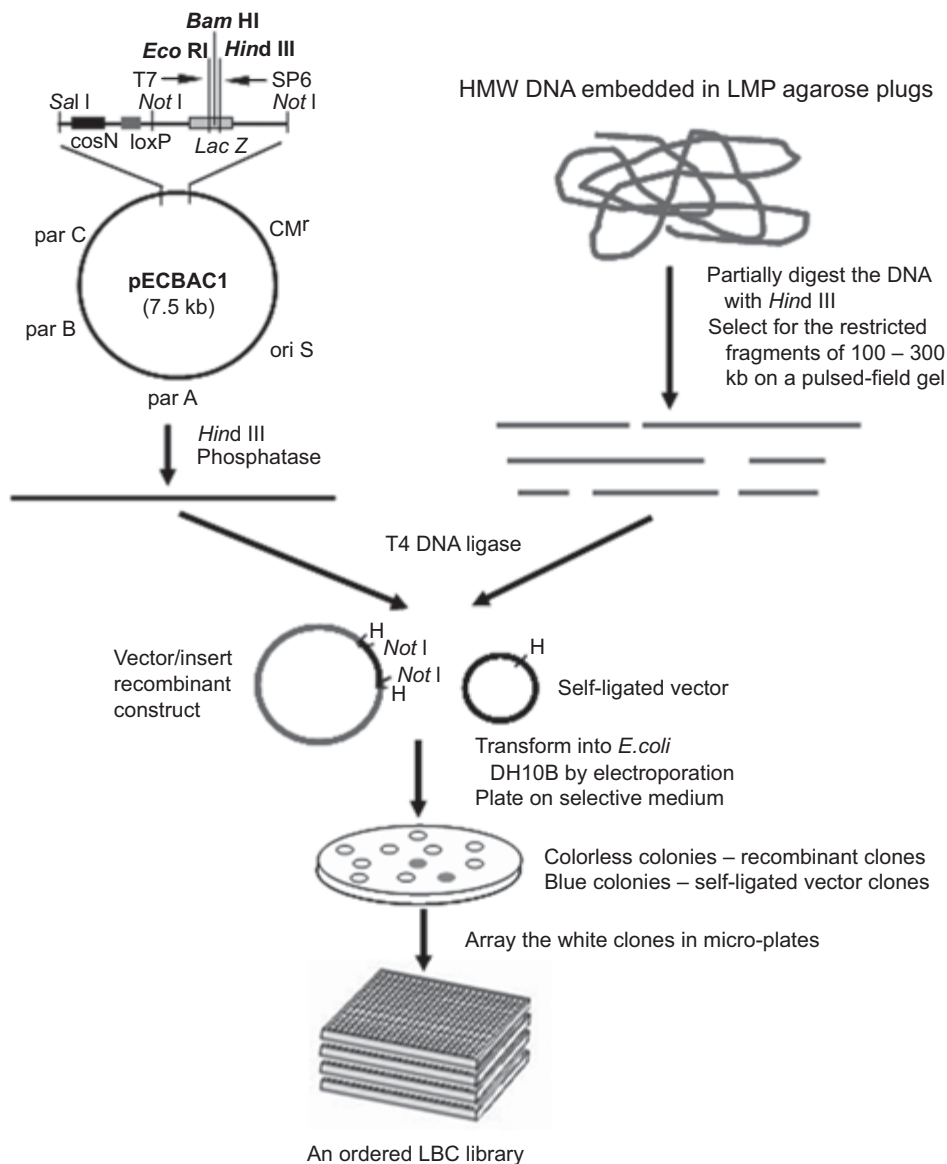 Bam HI
Eco RI
Hind III
T7
SP6
Sal I
Not I
Not I
cosN
loxP
Lac Z
par C
CMr
pECBAC1
(7.5 kb)
par B
ori S
par A
Hind III
Phosphatase
HMW DNA embedded in LMP agarose plugs
Partially digest the DNA
with Hind III
Select for the restricted
fragments of 100 – 300
kb on a pulsed-field gel
T4 DNA ligase
Vector/insert
recombinant
construct
H
Not I
Not I
H
H
Self-ligated vector
Transform into E.coli
DH10B by electroporation
Plate on selective medium
Colorless colonies – recombinant clones
Blue colonies – self-ligated vector clones
Array the white clones in micro-plates
An ordered LBC library